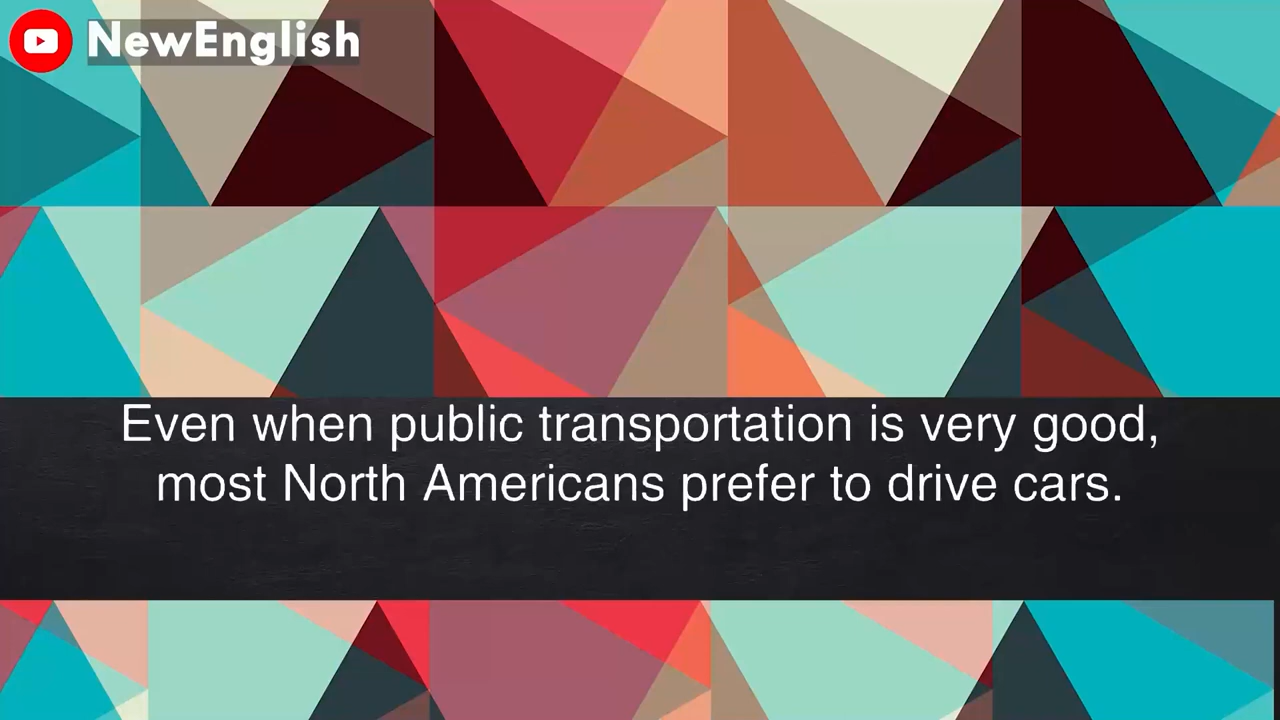 NewEnglish
Even when public transportation is very good,
most North Americans prefer to drive cars.